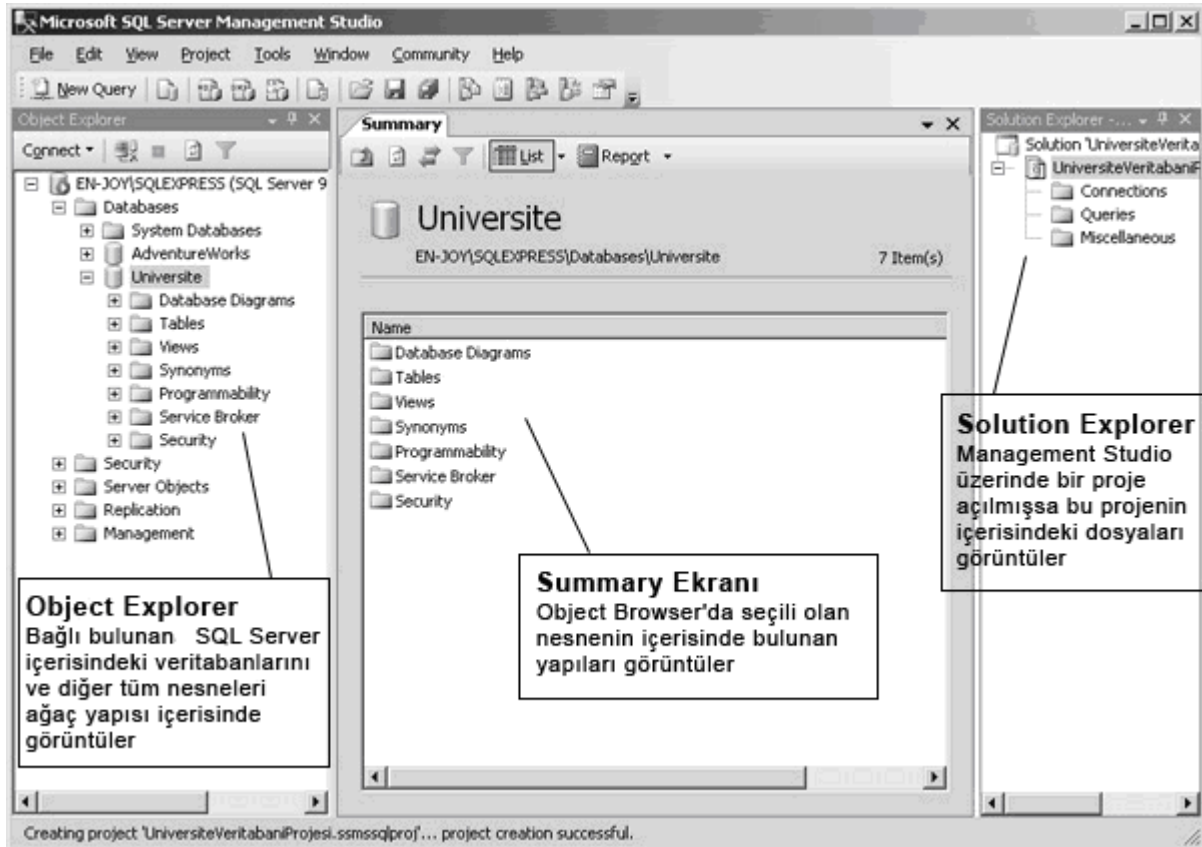 Microsoft SQL Server Management Studio
File Edit View Project Tools Window Community Help
New Query
Object Explorer
Connect
EN-JOY\SQLEXPRESS (SQL Server 9
Databases
System Databases
AdventureWorks
Universite
Database Diagrams
Tables
Views
Synonyms
Programmability
Service Broker
Security
Security
Server Objects
Replication
Management
Object Explorer
Bağlı bulunan SQL Server
içerisindeki veritabanlarını
ve diğer tüm nesneleri
ağaç yapısı içerisinde
görüntüler
Summary
List Report
Universite
EN-JOY\SQLEXPRESS\Databases\Universite 7 Item(s)
Name
Database Diagrams
Tables
Views
Synonyms
Programmability
Service Broker
Security
Summary Ekranı
Object Browser'da seçili olan
nesnenin içerisinde bulunan
yapıları görüntüler
Solution Explorer -...
Solution 'UniversiteVerita
UniversiteVeritabaniP
Connections
Queries
Miscellaneous
Solution Explorer
Management Studio
üzerinde bir proje
açılmışsa bu projenin
içerisindeki dosyaları
görüntüler
Creating project 'UniversiteVeritabaniProjesi.ssmssqlproj'... project creation successful.